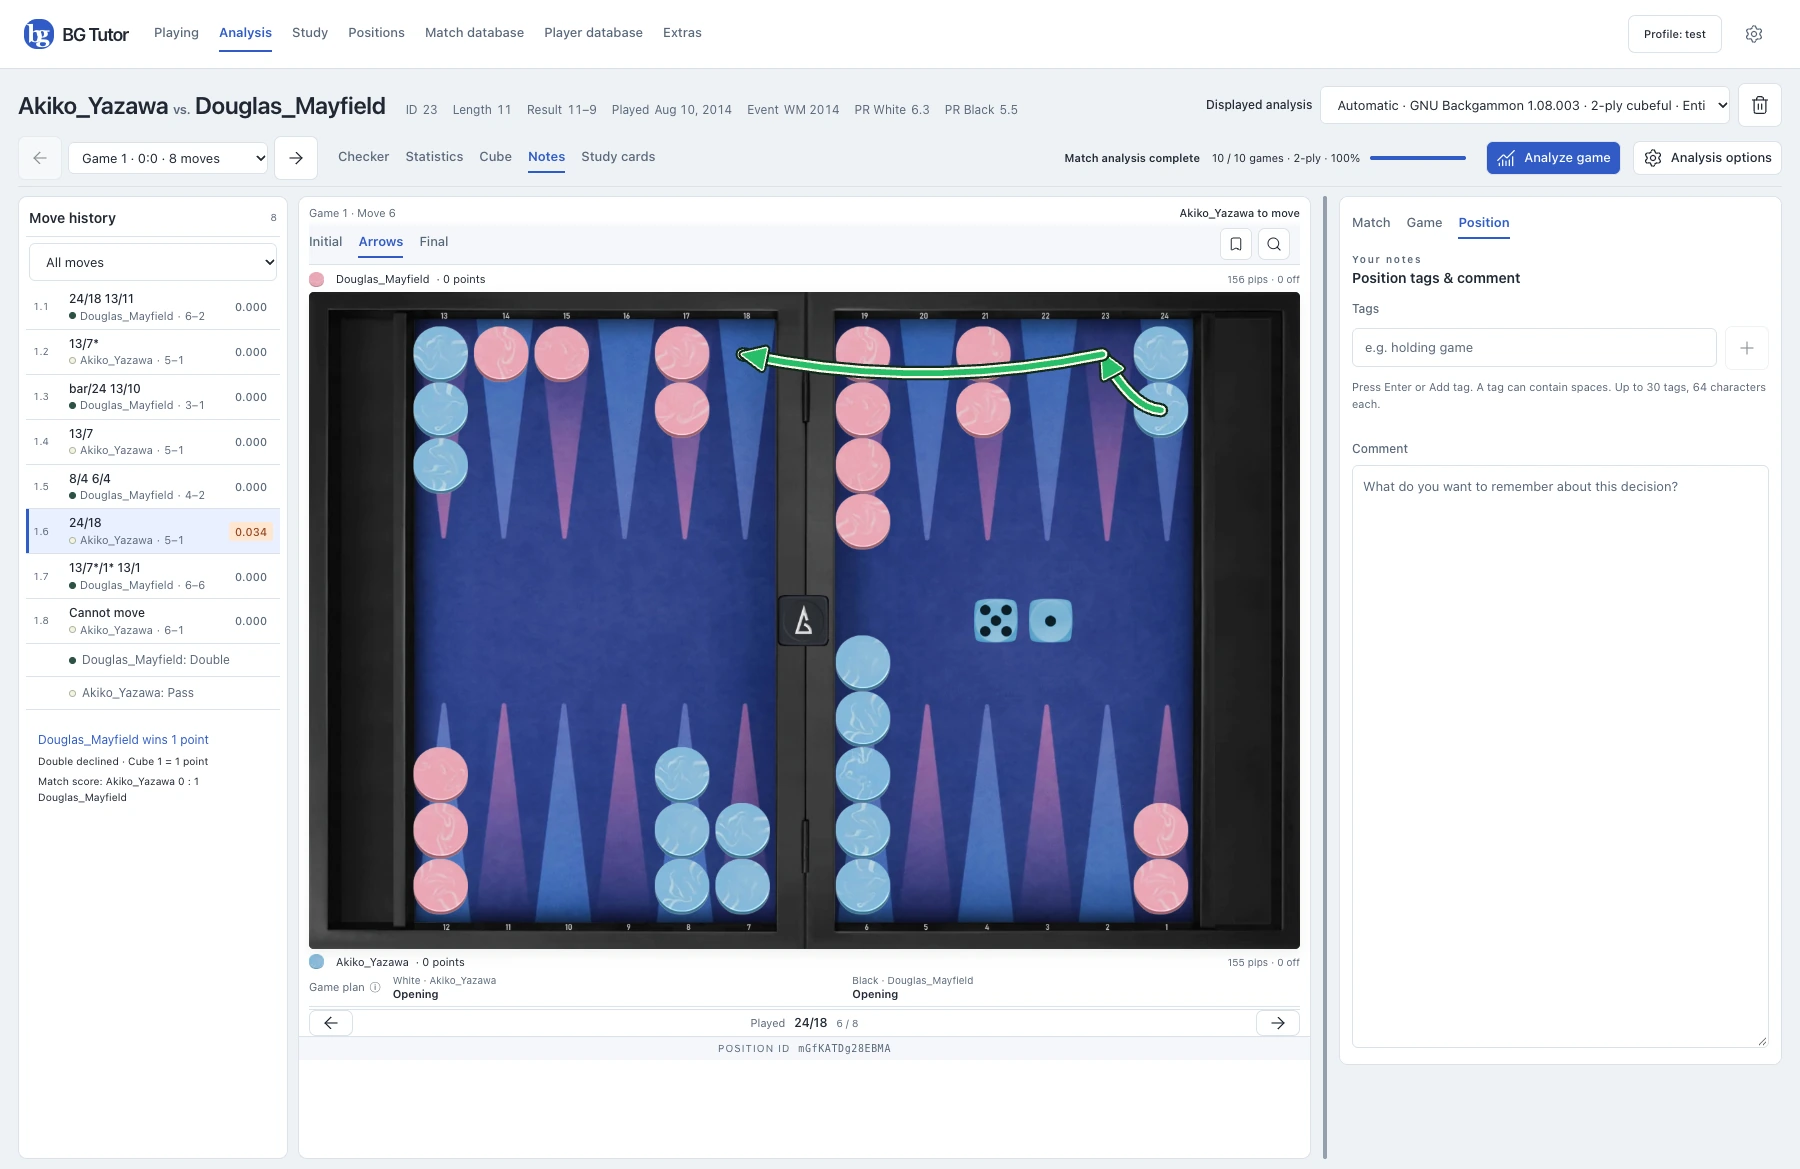 bg BG Tutor Playing Analysis Study Positions Match database Player database Extras Profile: test
Akiko_Yazawa vs. Douglas_Mayfield ID 23 Length 11 Result 11–9 Played Aug 10, 2014 Event WM 2014 PR White 6.3 PR Black 5.5 Displayed analysis Automatic · GNU Backgammon 1.08.003 · 2-ply cubeful · Enti
Game 1 · 0:0 · 8 moves Checker Statistics Cube Notes Study cards Match analysis complete 10 / 10 games · 2-ply · 100% Analyze game Analysis options
Move history 8
All moves
1.1 24/18 13/11 0.000
Douglas_Mayfield · 6–2
1.2 13/7* 0.000
Akiko_Yazawa · 5–1
1.3 bar/24 13/10 0.000
Douglas_Mayfield · 3–1
1.4 13/7 0.000
Akiko_Yazawa · 5–1
1.5 8/4 6/4 0.000
Douglas_Mayfield · 4–2
1.6 24/18 0.034
Akiko_Yazawa · 5–1
1.7 13/7*/1* 13/1 0.000
Douglas_Mayfield · 6–6
1.8 Cannot move 0.000
Akiko_Yazawa · 6–1
Douglas_Mayfield: Double
Akiko_Yazawa: Pass
Douglas_Mayfield wins 1 point
Double declined · Cube 1 = 1 point
Match score: Akiko_Yazawa 0 : 1
Douglas_Mayfield
Game 1 · Move 6 Akiko_Yazawa to move
Initial Arrows Final
Douglas_Mayfield · 0 points 156 pips · 0 off
13 14 15 16 17 18 19 20 21 22 23 24
12 11 10 9 8 7 6 5 4 3 2 1
Akiko_Yazawa · 0 points 155 pips · 0 off
Game plan White · Akiko_Yazawa Black · Douglas_Mayfield
Opening Opening
Played 24/18 6 / 8
POSITION ID mGfKATDg28EBMA
Match Game Position
Your notes
Position tags & comment
Tags
e.g. holding game
Press Enter or Add tag. A tag can contain spaces. Up to 30 tags, 64 characters
each.
Comment
What do you want to remember about this decision?